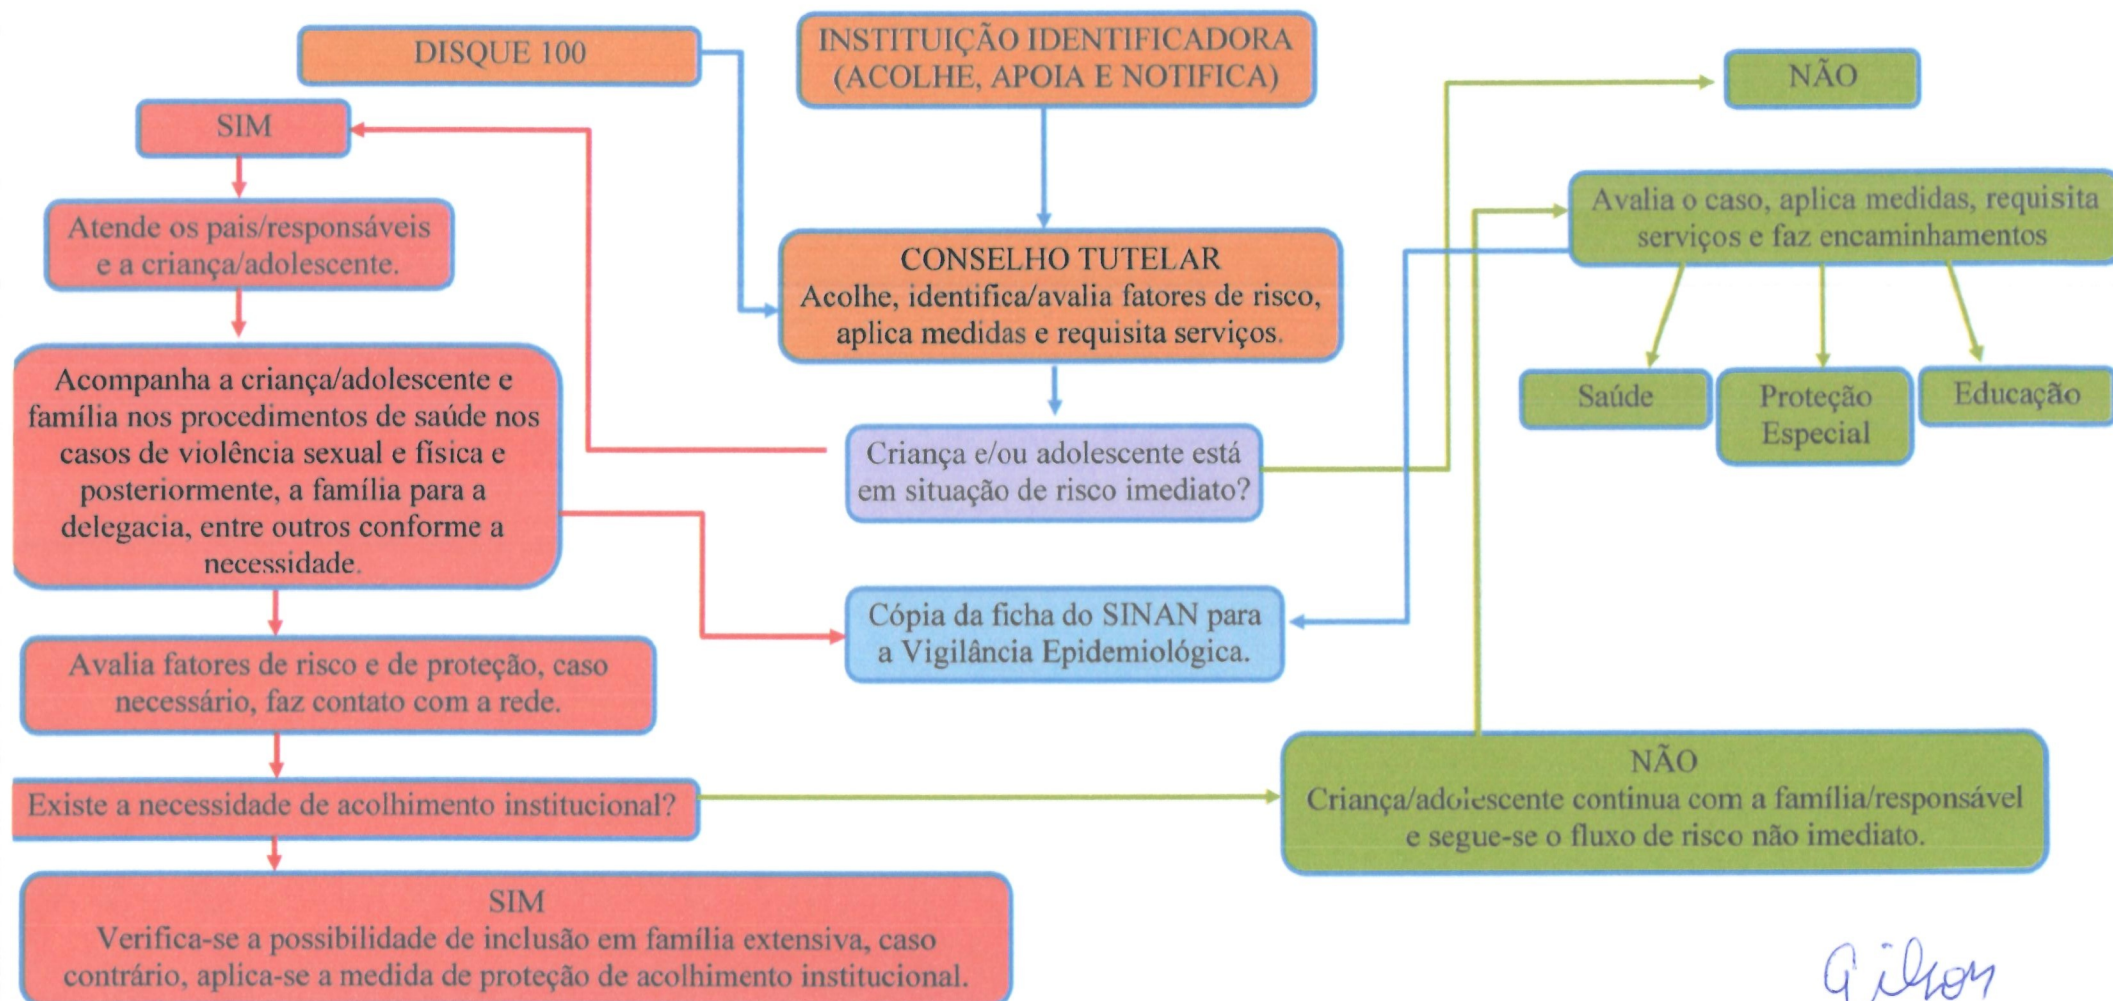 DISQUE 100
INSTITUIÇÃO IDENTIFICADORA
(ACOLHE, APOIA E NOTIFICA)
NÃO
SIM
Atende os pais/responsáveis
e a criança/adolescente.
Avalia o caso, aplica medidas, requisita
serviços e faz encaminhamentos
CONSELHO TUTELAR
Acolhe, identifica/avalia fatores de risco,
aplica medidas e requisita serviços.
Acompanha a criança/adolescente e
família nos procedimentos de saúde nos
casos de violência sexual e física e
posteriormente, a família para a
delegacia, entre outros conforme a
necessidade.
Saúde
Proteção
Especial
Educação
Criança e/ou adolescente está
em situação de risco imediato?
Cópia da ficha do SINAN para
a Vigilância Epidemiológica.
Avalia fatores de risco e de proteção, caso
necessário, faz contato com a rede.
Existe a necessidade de acolhimento institucional?
NÃO
Criança/adolescente continua com a família/responsável
e segue-se o fluxo de risco não imediato.
SIM
Verifica-se a possibilidade de inclusão em família extensiva, caso
contrário, aplica-se a medida de proteção de acolhimento institucional.
Gilson